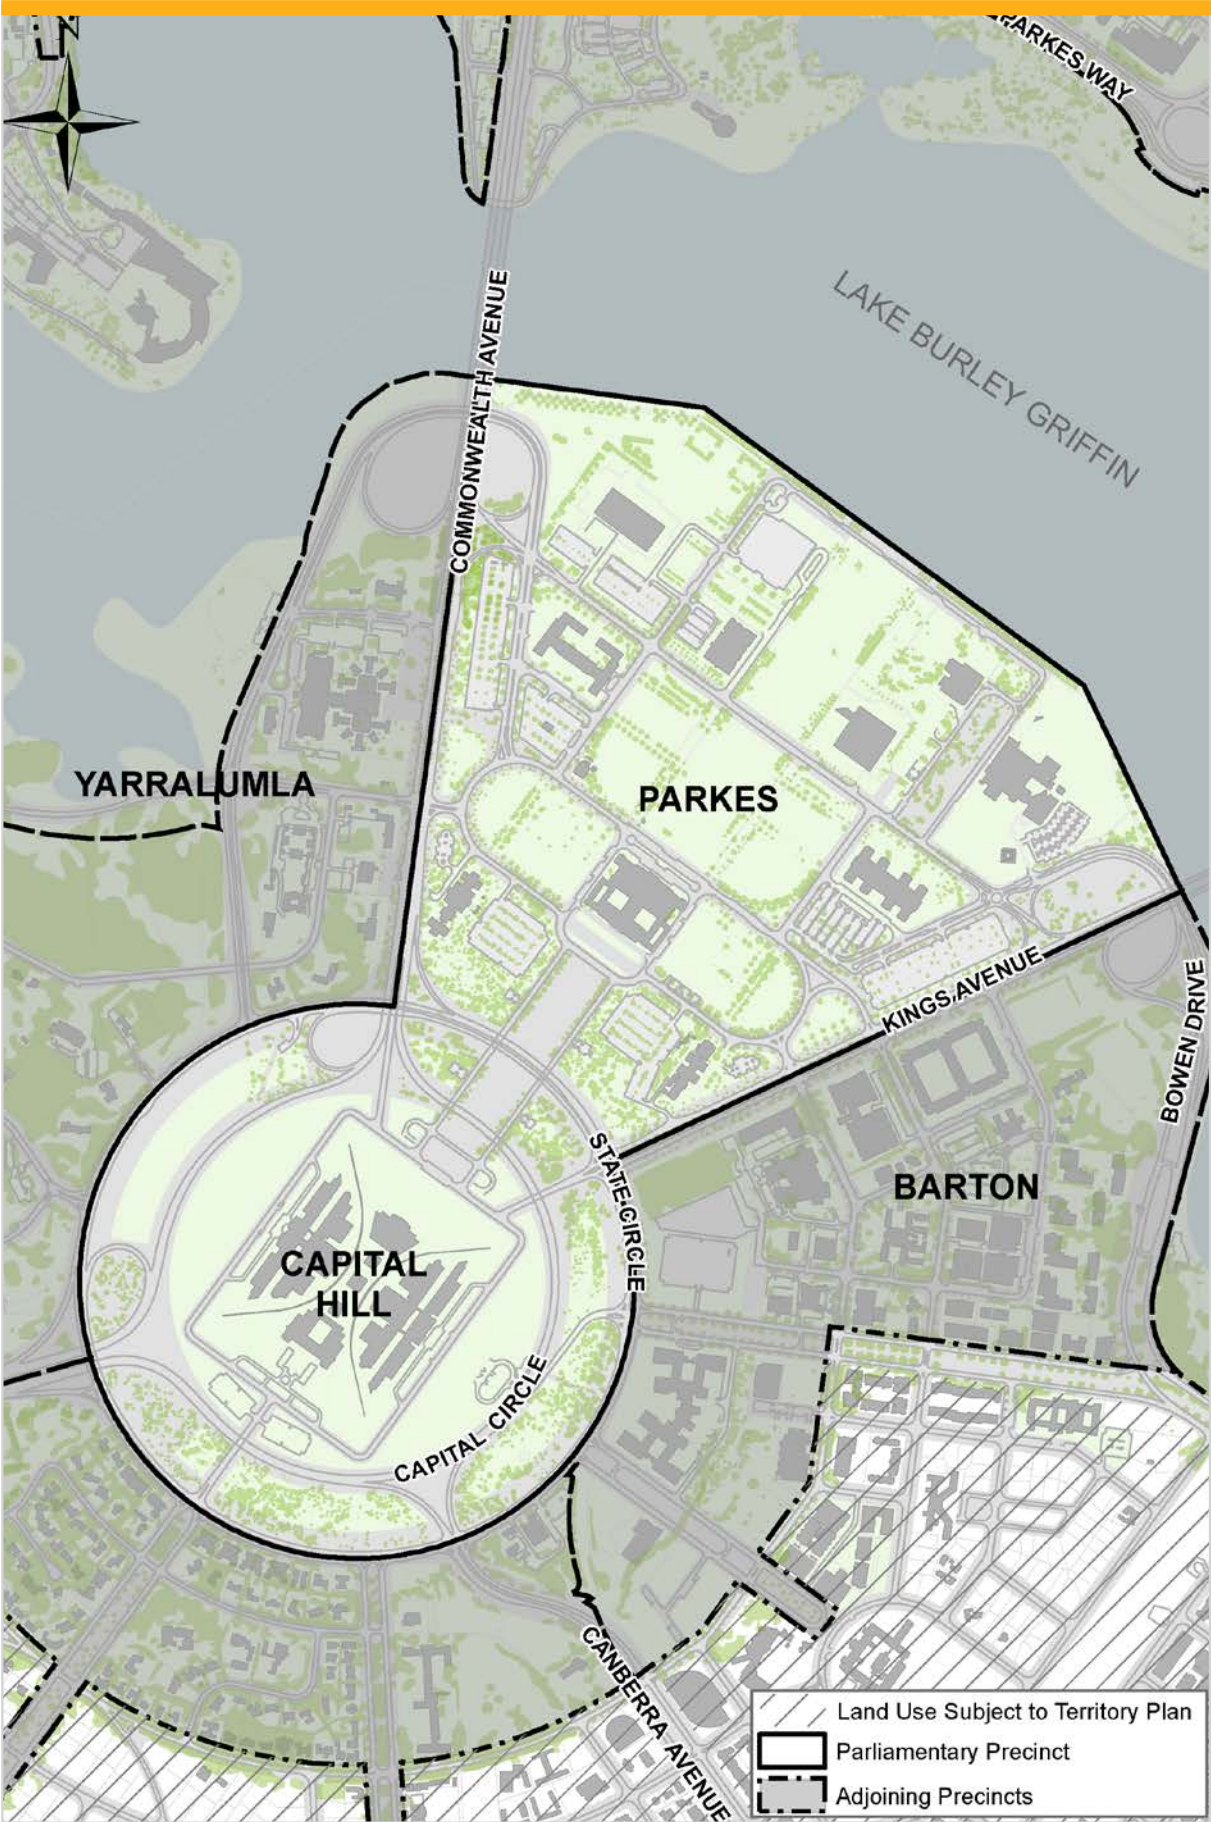 N
PARKES WAY
LAKE BURLEY GRIFFIN
COMMONWEALTH AVENUE
YARRALUMLA
PARKES
KINGS AVENUE
BOWEN DRIVE
STATE CIRCLE
BARTON
CAPITAL
HILL
CAPITAL CIRCLE
CANBERRA AVENUE
Land Use Subject to Territory Plan
Parliamentary Precinct
Adjoining Precincts